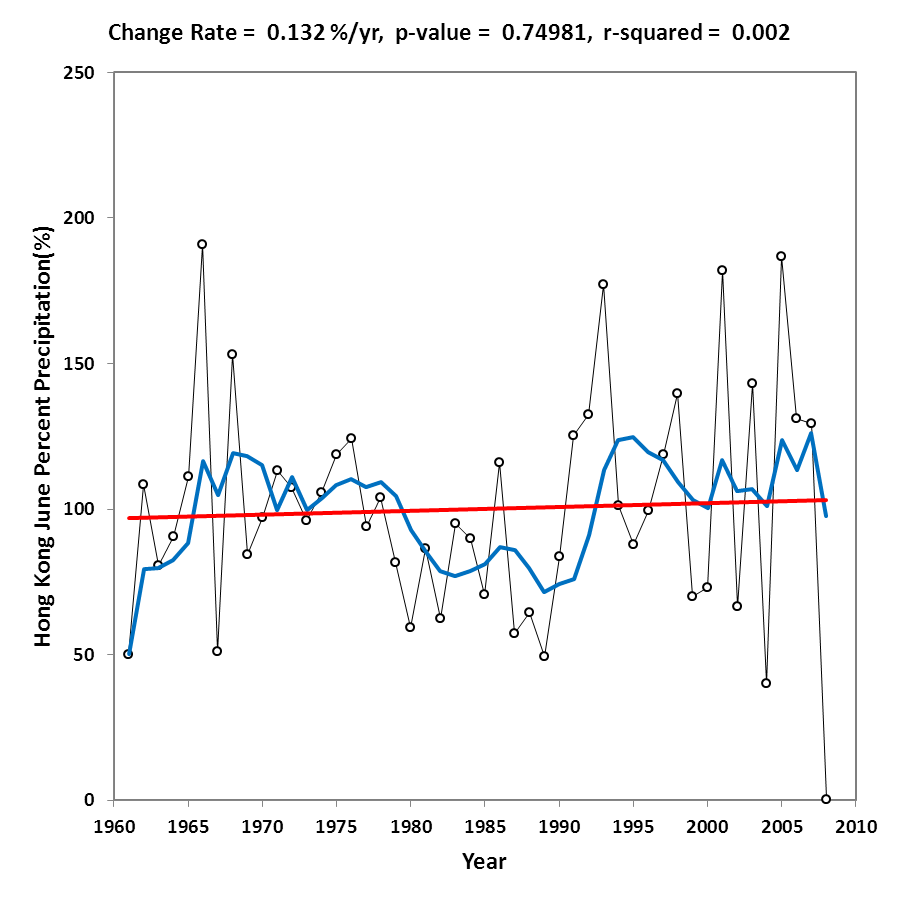 Change Rate = 0.132 %/yr, p-value = 0.74981, r-squared = 0.002
250
200
150
100
50
0
Hong Kong June Percent Precipitation(%)
1960 1965 1970 1975 1980 1985 1990 1995 2000 2005 2010
Year